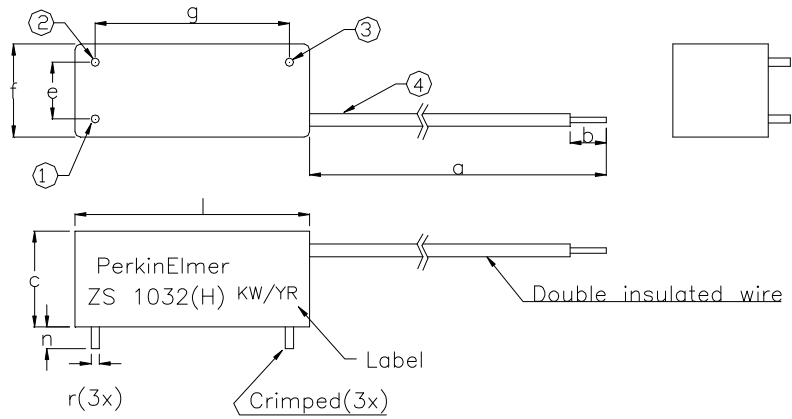 g
2
3
f
e
4
1
b
a
l
c
PerkinElmer
ZS 1032(H) KW/YR
Double insulated wire
n
Label
r(3x)
Crimped(3x)